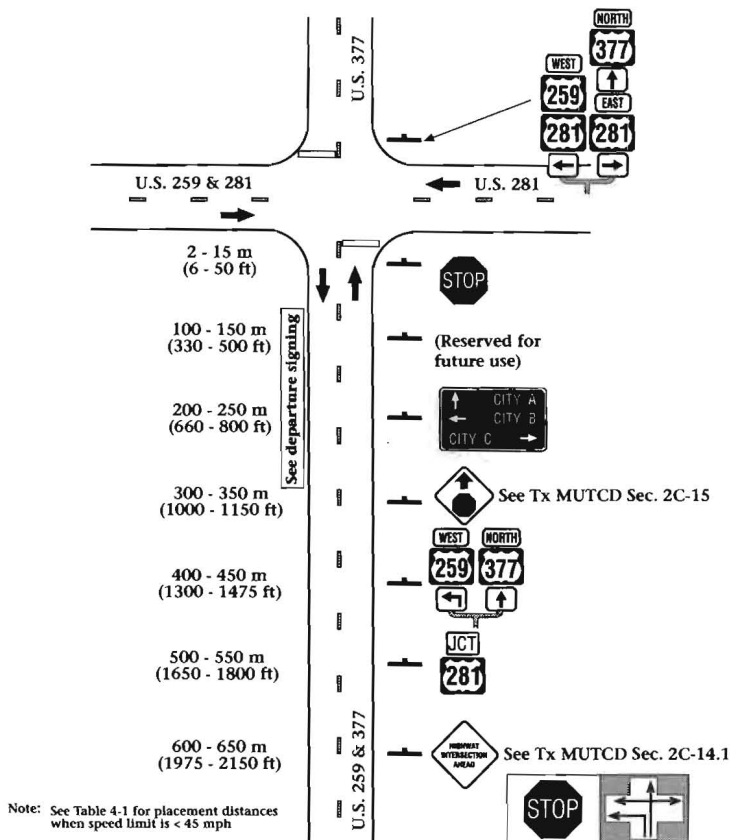 U.S. 377
NORTH
377
WEST
259
EAST
281
281
U.S. 259 & 281
U.S. 281
2 - 15 m
(6 - 50 ft)
STOP
See departure signing
100 - 150 m
(330 - 500 ft)
(Reserved for
future use)
200 - 250 m
(660 - 800 ft)
CITY A
CITY B
CITY C
300 - 350 m
(1000 - 1150 ft)
See Tx MUTCD Sec. 2C-15
WEST
NORTH
259
377
400 - 450 m
(1300 - 1475 ft)
JCT
281
500 - 550 m
(1650 - 1800 ft)
U.S. 259 & 377
600 - 650 m
(1975 - 2150 ft)
HIGHWAY
INTERSECTION
AHEAD
See Tx MUTCD Sec. 2C-14.1
Note: See Table 4-1 for placement distances
when speed limit is < 45 mph
STOP